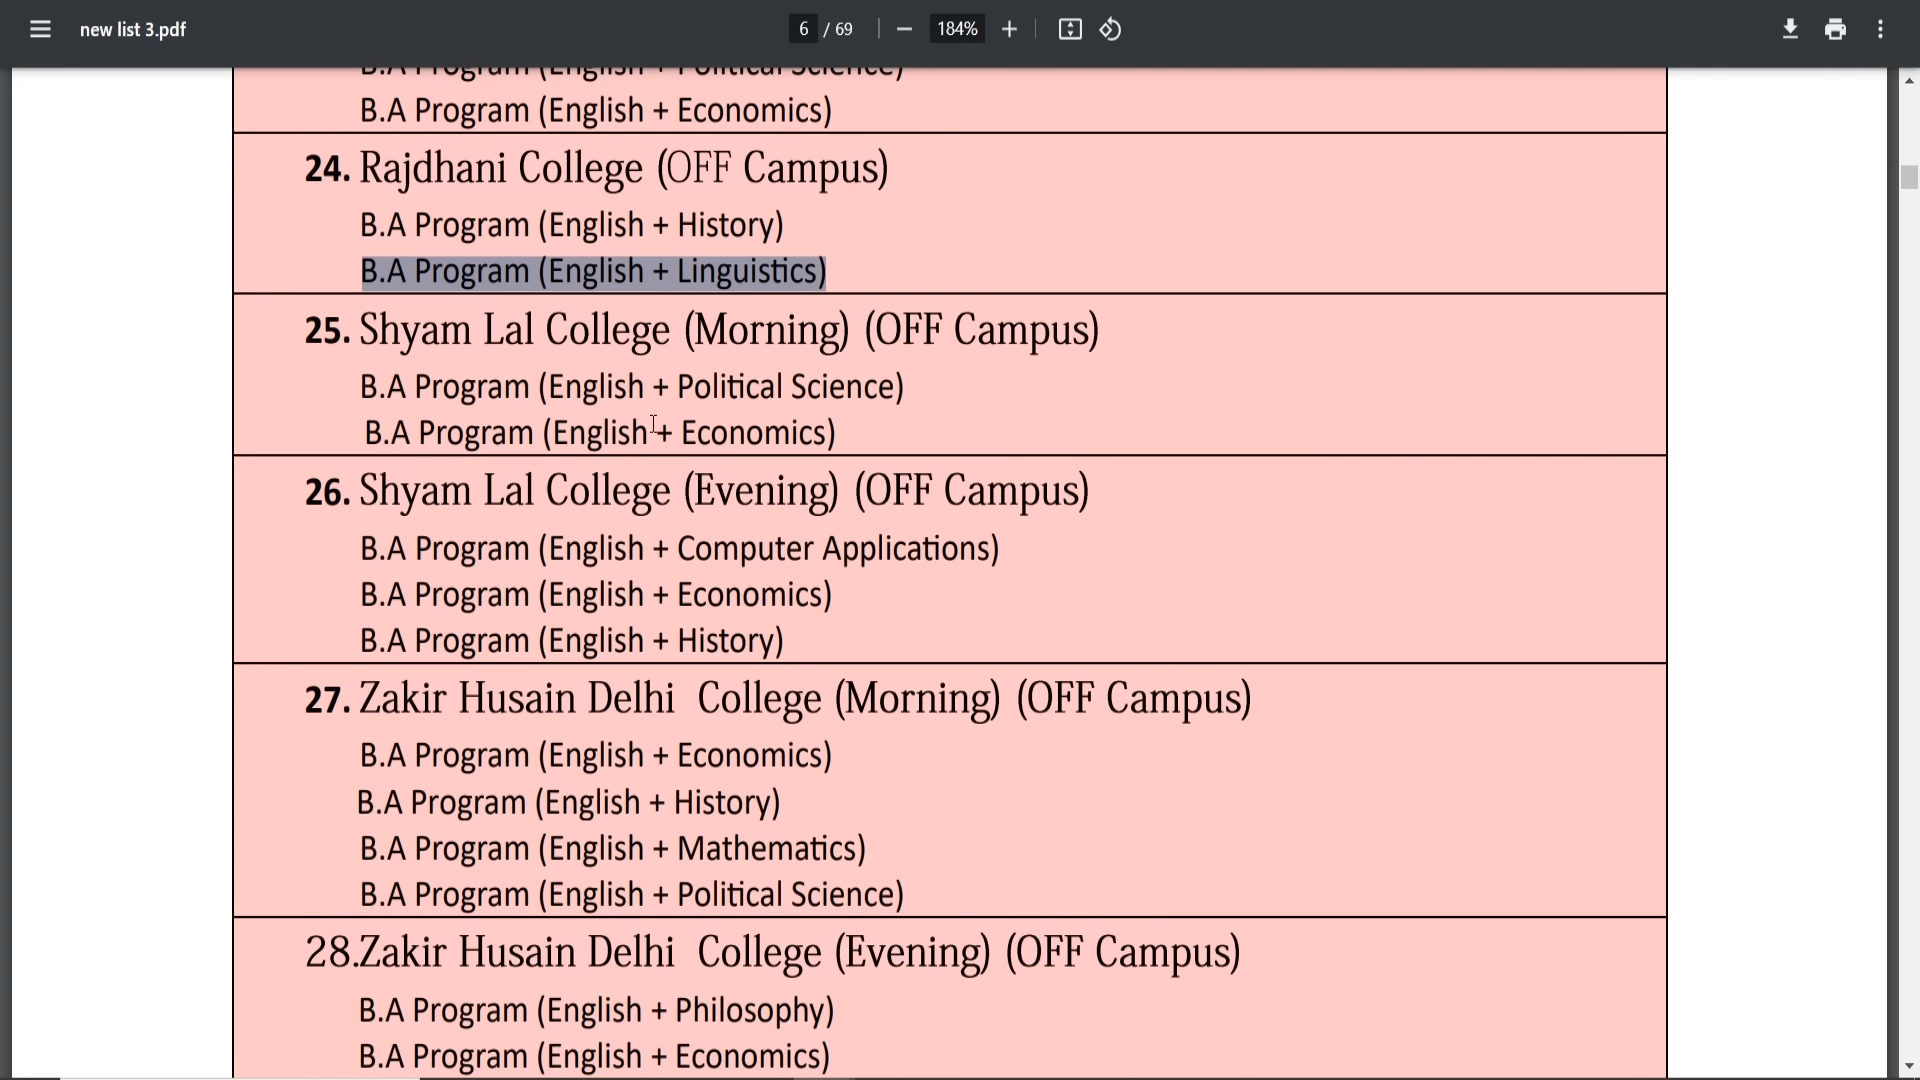 new list 3.pdf
6 / 69
184%
B.A Program (English + Political Science)
B.A Program (English + Economics)
24. Rajdhani College (OFF Campus)
B.A Program (English + History)
B.A Program (English + Linguistics)
25. Shyam Lal College (Morning) (OFF Campus)
B.A Program (English + Political Science)
B.A Program (English + Economics)
26. Shyam Lal College (Evening) (OFF Campus)
B.A Program (English + Computer Applications)
B.A Program (English + Economics)
B.A Program (English + History)
27. Zakir Husain Delhi  College (Morning) (OFF Campus)
B.A Program (English + Economics)
B.A Program (English + History)
B.A Program (English + Mathematics)
B.A Program (English + Political Science)
28.Zakir Husain Delhi  College (Evening) (OFF Campus)
B.A Program (English + Philosophy)
B.A Program (English + Economics)